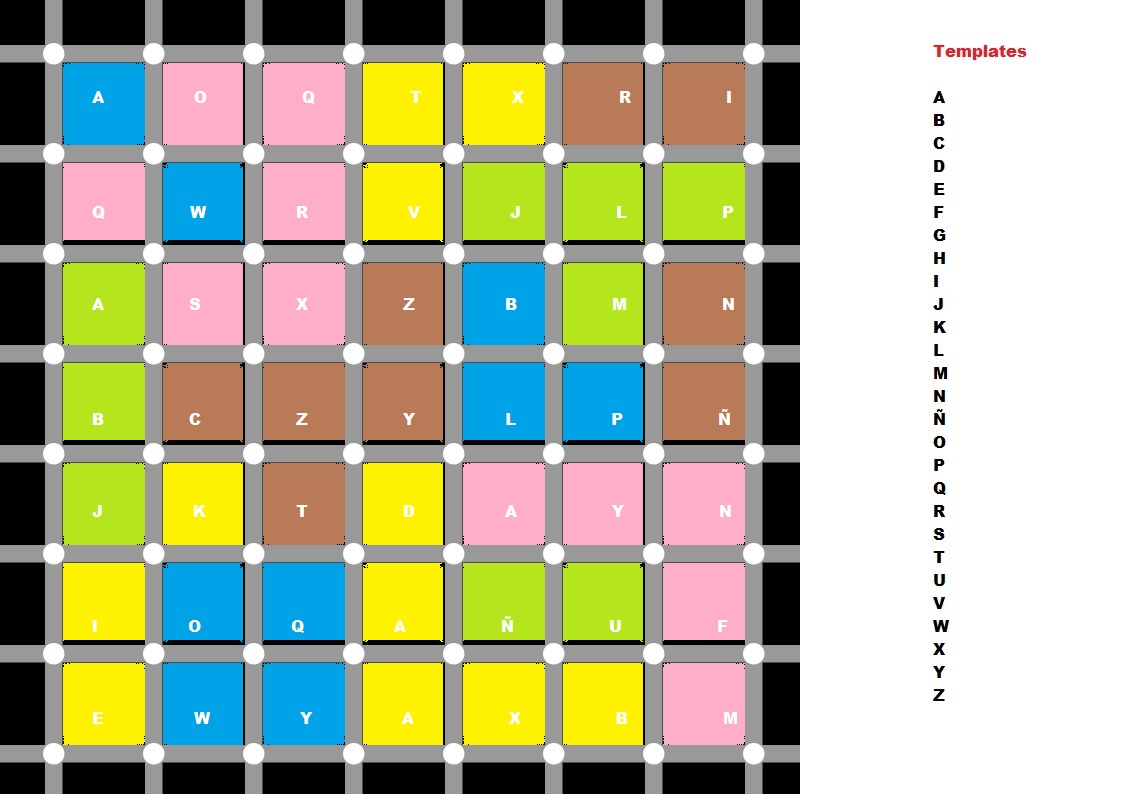 A O Q T X R I
Q W R V J L P
A S X Z B M N
B C Z Y L P Ñ
J K T D A Y N
I O Q A Ñ U F
E W Y A X B M
Templates
A
B
C
D
E
F
G
H
I
J
K
L
M
N
Ñ
O
P
Q
R
S
T
U
V
W
X
Y
Z